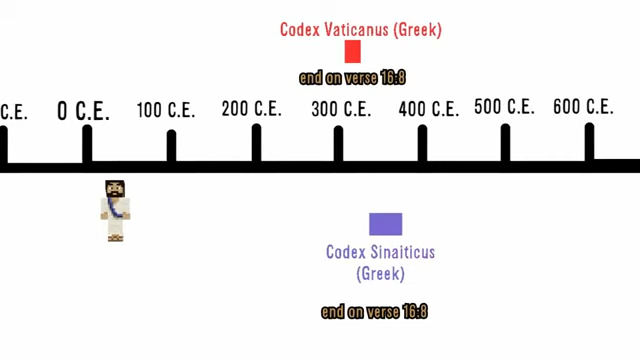 Codex Vaticanus (Greek)
end on verse 16:8
C.E. 0 C.E. 100 C.E. 200 C.E. 300 C.E. 400 C.E. 500 C.E. 600 C.E.
Codex Sinaiticus
(Greek)
end on verse 16:8